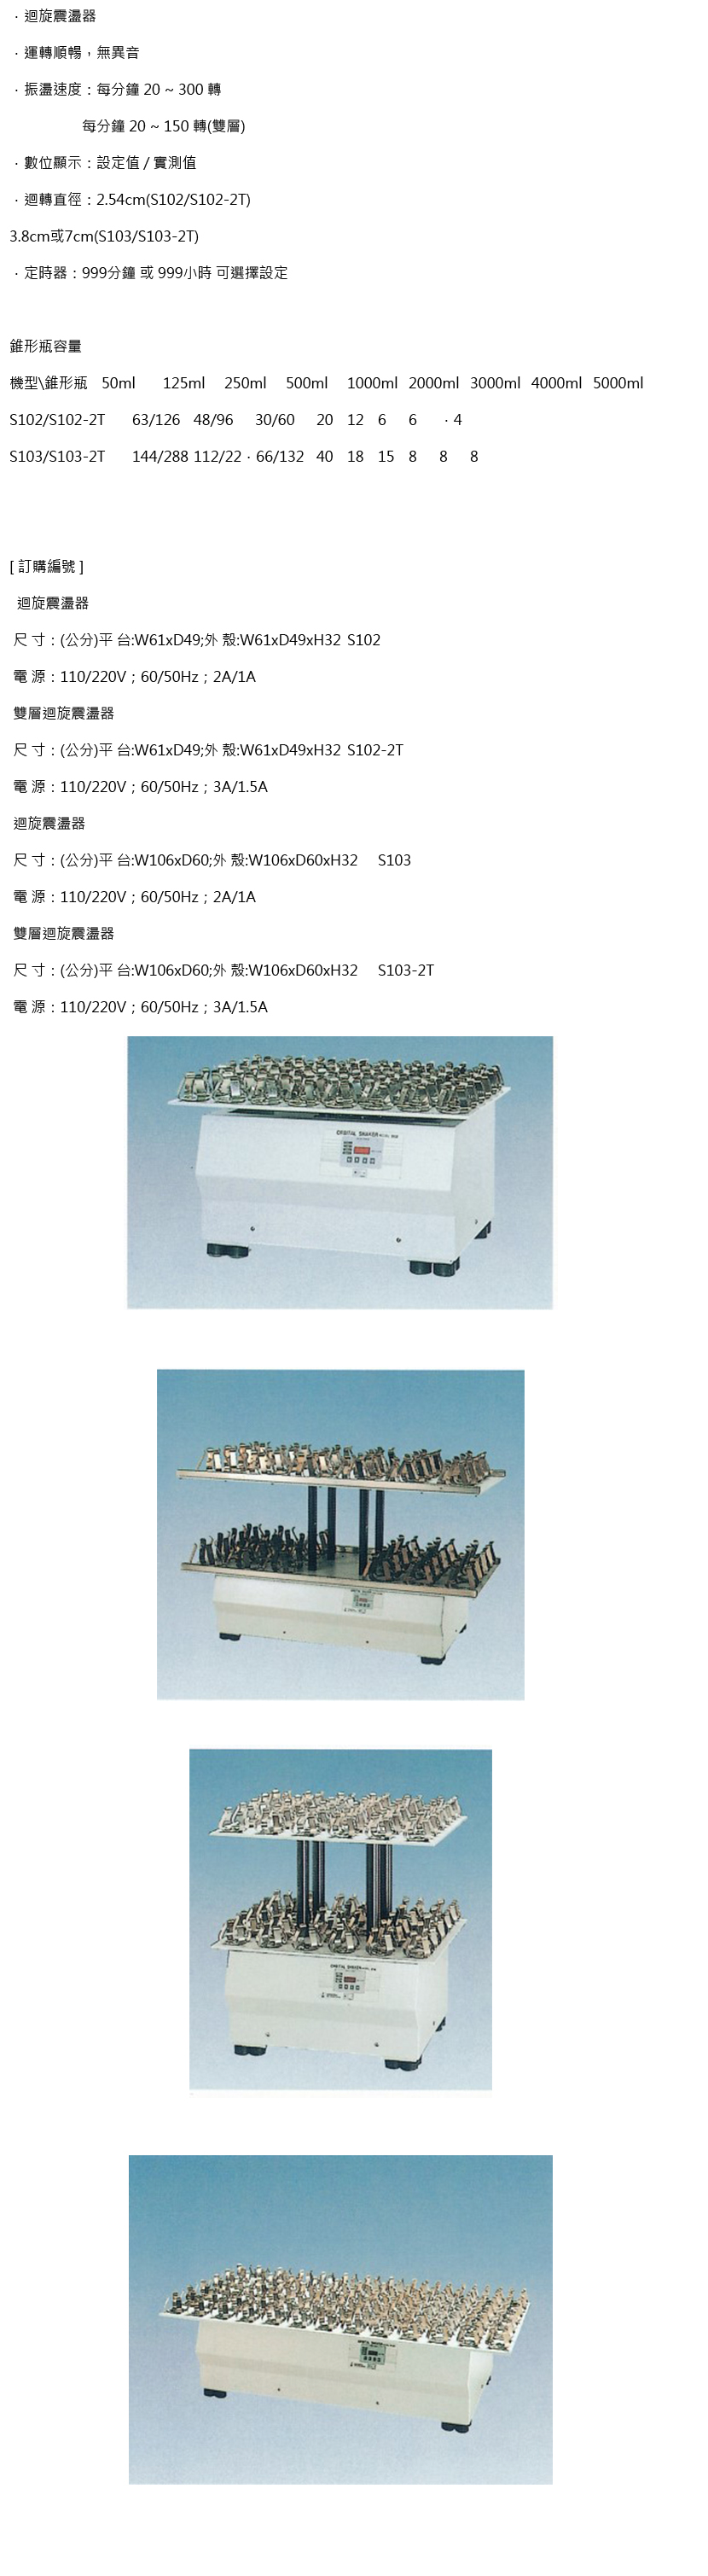 ．迴旋震盪器
．運轉順暢，無異音
．振盪速度：每分鐘 20 ~ 300 轉
每分鐘 20 ~ 150 轉(雙層)
．數位顯示：設定值 / 實測值
．迴轉直徑：2.54cm(S102/S102-2T)
3.8cm或7cm(S103/S103-2T)
．定時器：999分鐘 或 999小時 可選擇設定
錐形瓶容量
機型\錐形瓶 50ml 125ml 250ml 500ml 1000ml 2000ml 3000ml 4000ml 5000ml
S102/S102-2T 63/126 48/96 30/60 20 12 6 6 ．4
S103/S103-2T 144/288 112/22．66/132 40 18 15 8 8 8
[ 訂購編號 ]
迴旋震盪器
尺 寸：(公分)平 台:W61xD49;外 殼:W61xD49xH32 S102
電 源：110/220V；60/50Hz；2A/1A
雙層迴旋震盪器
尺 寸：(公分)平 台:W61xD49;外 殼:W61xD49xH32 S102-2T
電 源：110/220V；60/50Hz；3A/1.5A
迴旋震盪器
尺 寸：(公分)平 台:W106xD60;外 殼:W106xD60xH32 S103
電 源：110/220V；60/50Hz；2A/1A
雙層迴旋震盪器
尺 寸：(公分)平 台:W106xD60;外 殼:W106xD60xH32 S103-2T
電 源：110/220V；60/50Hz；3A/1.5A
ORBITAL SHAKER
ORBITAL SHAKER